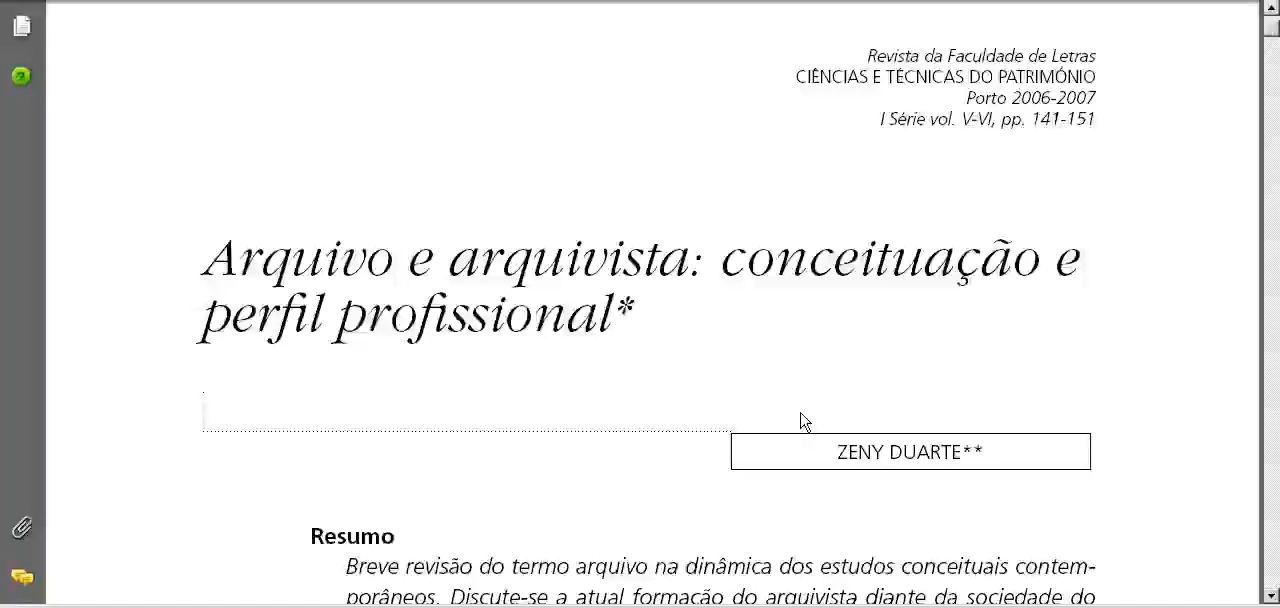 Revista da Faculdade de Letras
CIÊNCIAS E TÉCNICAS DO PATRIMÓNIO
Porto 2006-2007
I Série vol. V-VI, pp. 141-151
Arquivo e arquivista: conceituação e
perfil profissional*
ZENY DUARTE**
Resumo
Breve revisão do termo arquivo na dinâmica dos estudos conceituais contem-
porâneos. Discute-se a atual formação do arquivista diante da sociedade do